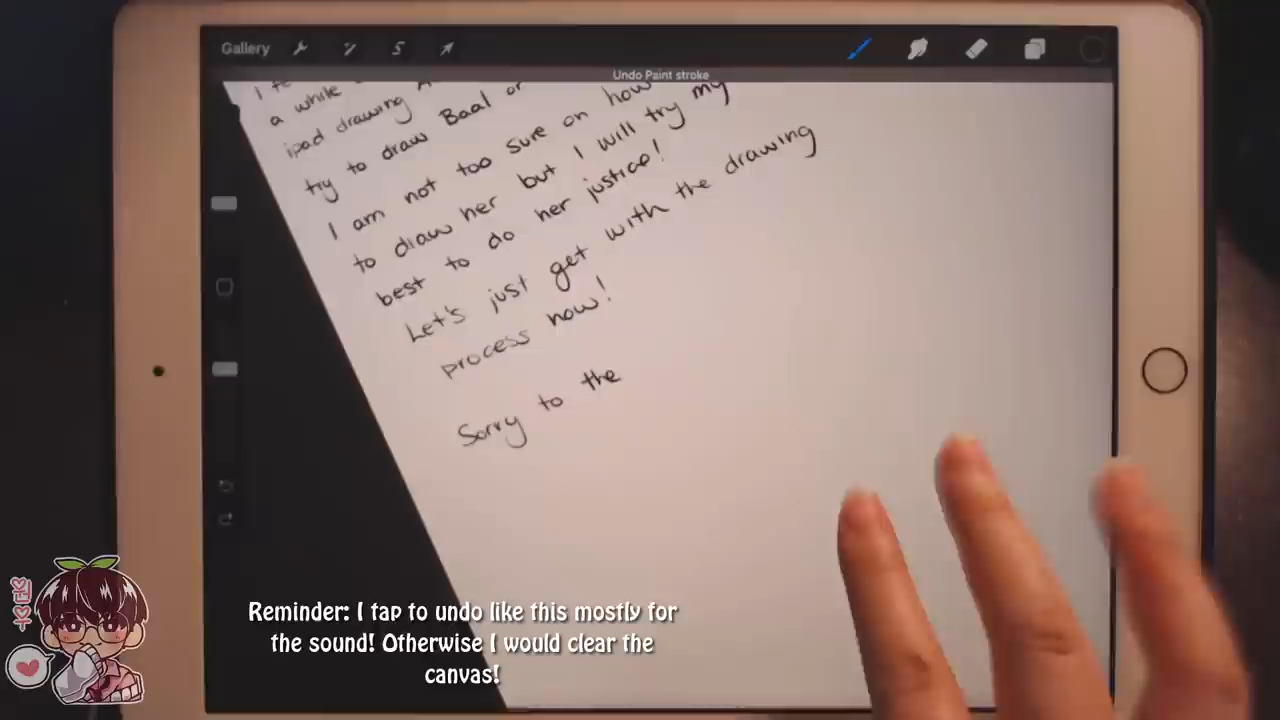 Gallery
Undo Paint stroke
a while
ipad drawing
try to draw Baal or
I am not too sure on how
to draw her but I will try my
best to do her justice!
Let's just get with the drawing
process now!
Sorry to the
Reminder: I tap to undo like this mostly for
the sound! Otherwise I would clear the
canvas!